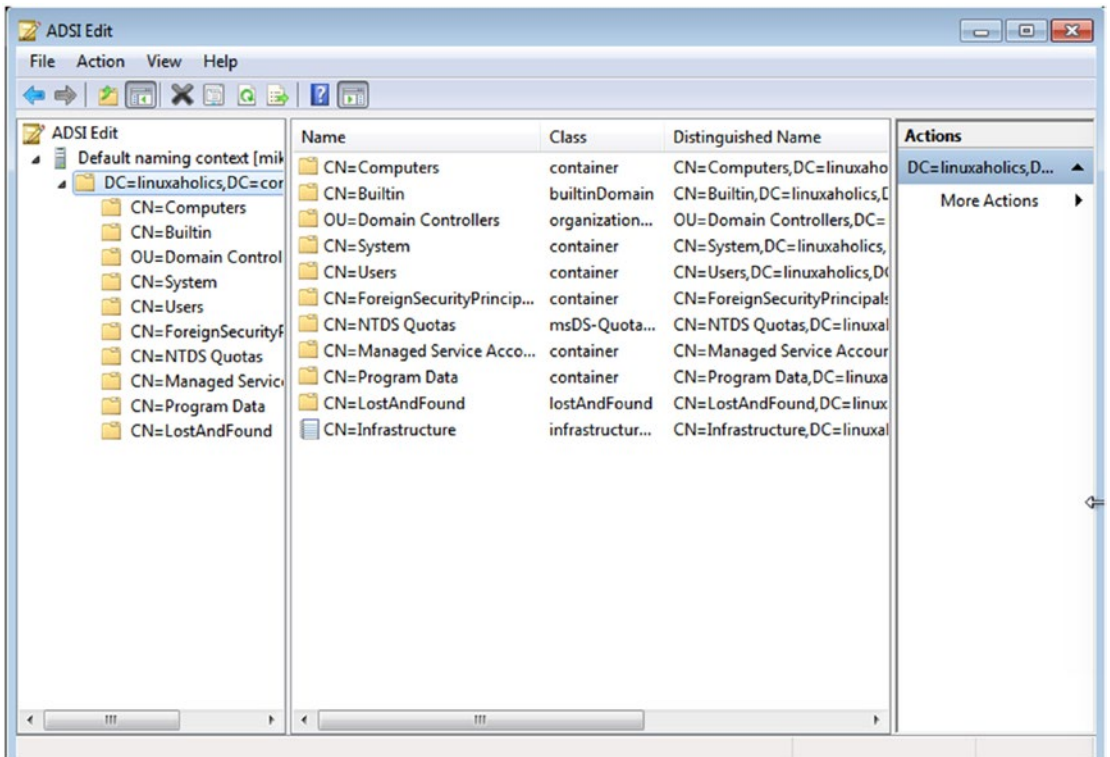 ADSI Edit
File Action View Help
ADSI Edit
Default naming context [mik
DC=linuxaholics,DC=con
CN=Computers
CN=Builtin
OU=Domain Control
CN=System
CN=Users
CN=ForeignSecurityP
CN=NTDS Quotas
CN=Managed Servic
CN=Program Data
CN=LostAndFound
Name Class Distinguished Name
CN=Computers container CN=Computers,DC=linuxaho
CN=Builtin builtinDomain CN=Builtin,DC=linuxaholics,D
OU=Domain Controllers organization... OU=Domain Controllers,DC=
CN=System container CN=System,DC=linuxaholics,
CN=Users container CN=Users,DC=linuxaholics,DC
CN=ForeignSecurityPrincip... container CN=ForeignSecurityPrincipals
CN=NTDS Quotas msDS-Quota... CN=NTDS Quotas,DC=linuxal
CN=Managed Service Acco... container CN=Managed Service Accour
CN=Program Data container CN=Program Data,DC=linuxa
CN=LostAndFound lostAndFound CN=LostAndFound,DC=linux
CN=Infrastructure infrastructur... CN=Infrastructure,DC=linuxal
Actions
DC=linuxaholics,D...
More Actions